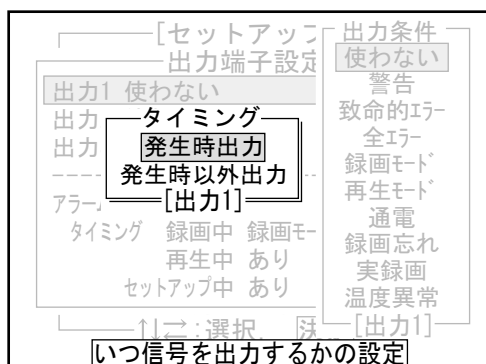 [セットアップ
出力端子設定
出力1 使わない
出力
出力
アラー
タイミング 録画中 録画ﾓｰ
再生中 あり
セットアップ中 あり
↑↓⇄:選択 決
タイミング
発生時出力
発生時以外出力
[出力1]
出力条件
使わない
警告
致命的ｴﾗｰ
全ｴﾗｰ
録画ﾓｰﾄﾞ
再生ﾓｰﾄﾞ
通電
録画忘れ
実録画
温度異常
[出力1]
いつ信号を出力するかの設定